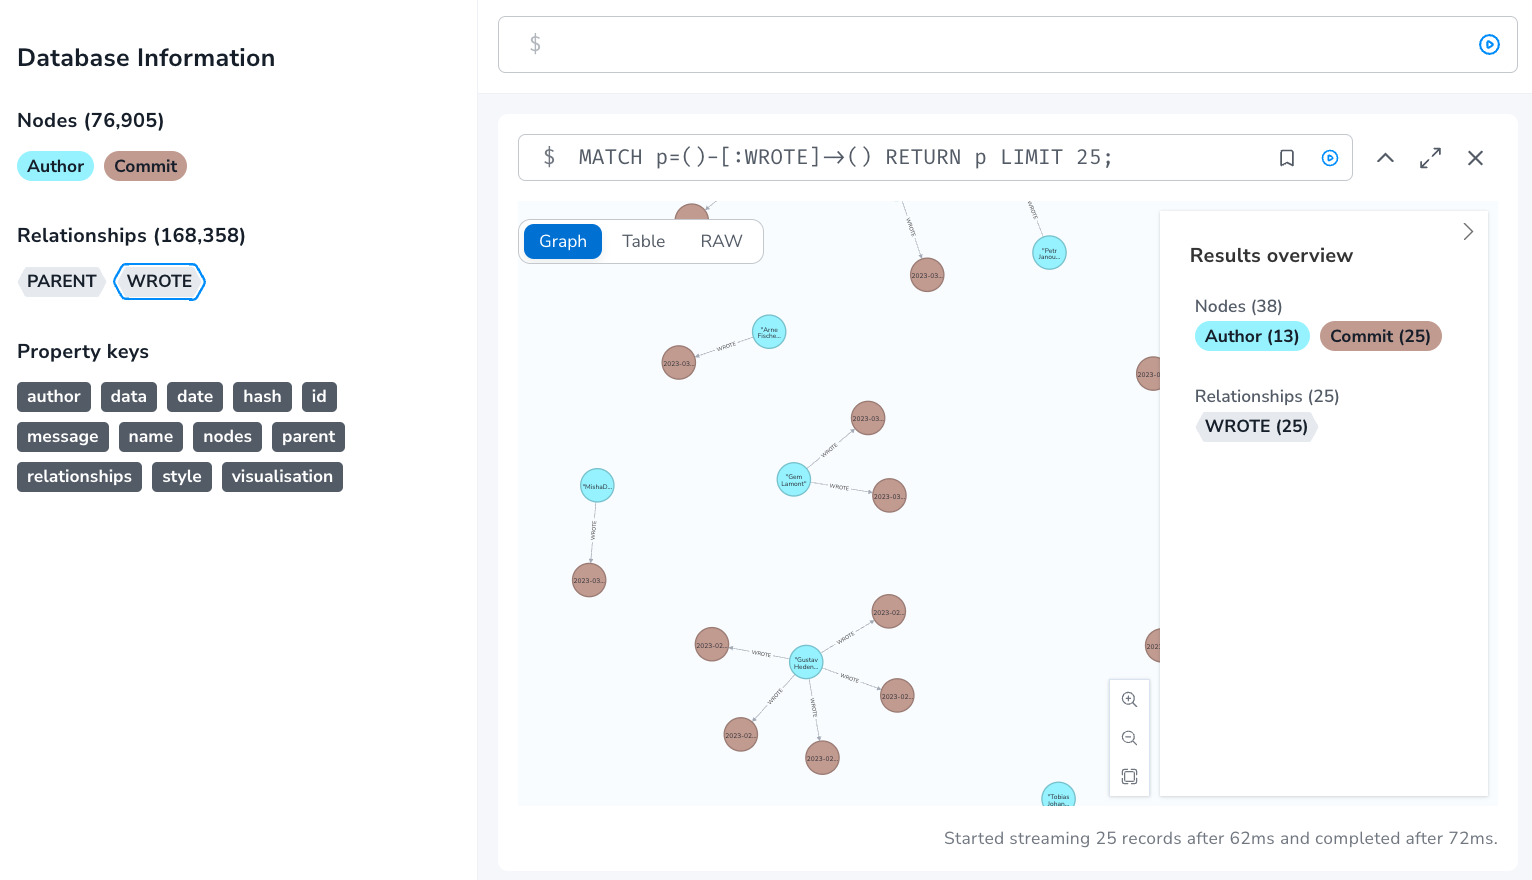 Database Information
Nodes (76,905)
Author Commit
Relationships (168,358)
PARENT WROTE
Property keys
author data date hash id
message name nodes parent
relationships style visualisation
$
$ MATCH p=()-[:WROTE]->() RETURN p LIMIT 25;
Graph Table RAW
WROTE
2023-03...
WROTE
"Petr
Janou...
"Arne
Fische...
WROTE
2023-03...
2023-03...
WROTE
"Gem
Lamont"
WROTE
2023-03...
"MishaD...
WROTE
2023-03...
2023-02...
WROTE
2023-02...
WROTE
"Gustav
Heden...
WROTE
2023-02...
WROTE
2023-02...
WROTE
2023-02...
"Tobias
Johan...
Results overview
Nodes (38)
Author (13) Commit (25)
Relationships (25)
WROTE (25)
Started streaming 25 records after 62ms and completed after 72ms.